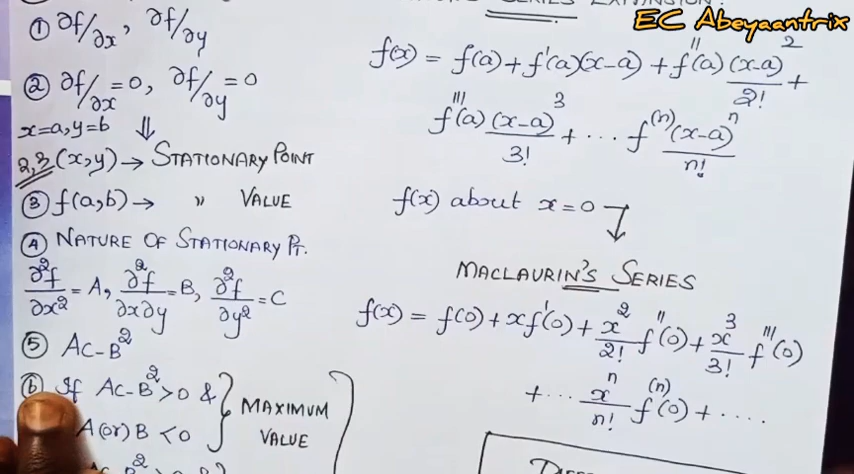 EC Abeyaantrix
① ∂f/∂x, ∂f/∂y
② ∂f/∂x = 0, ∂f/∂y = 0
x=a, y=b ⇓
2,3 (x,y) → STATIONARY POINT
③ f(a,b) → " VALUE
④ NATURE OF STATIONARY PT.
∂²f/∂x² = A, ∂²f/∂x∂y = B, ∂²f/∂y² = C
⑤ AC-B²
⑥ If AC-B² > 0 &
A(or) B < 0
} MAXIMUM
VALUE
f(x) = f(a) + f'(a)(x-a) + f''(a) (x-a)²/2! +
f'''(a) (x-a)³/3! + ... f⁽ⁿ⁾ (x-a)ⁿ/n!
f(x) about x=0
↓
MACLAURIN'S SERIES
f(x) = f(0) + xf'(0) + x²/2! f''(0) + x³/3! f'''(0)
+ ... xⁿ/n! f⁽ⁿ⁾(0) + ....